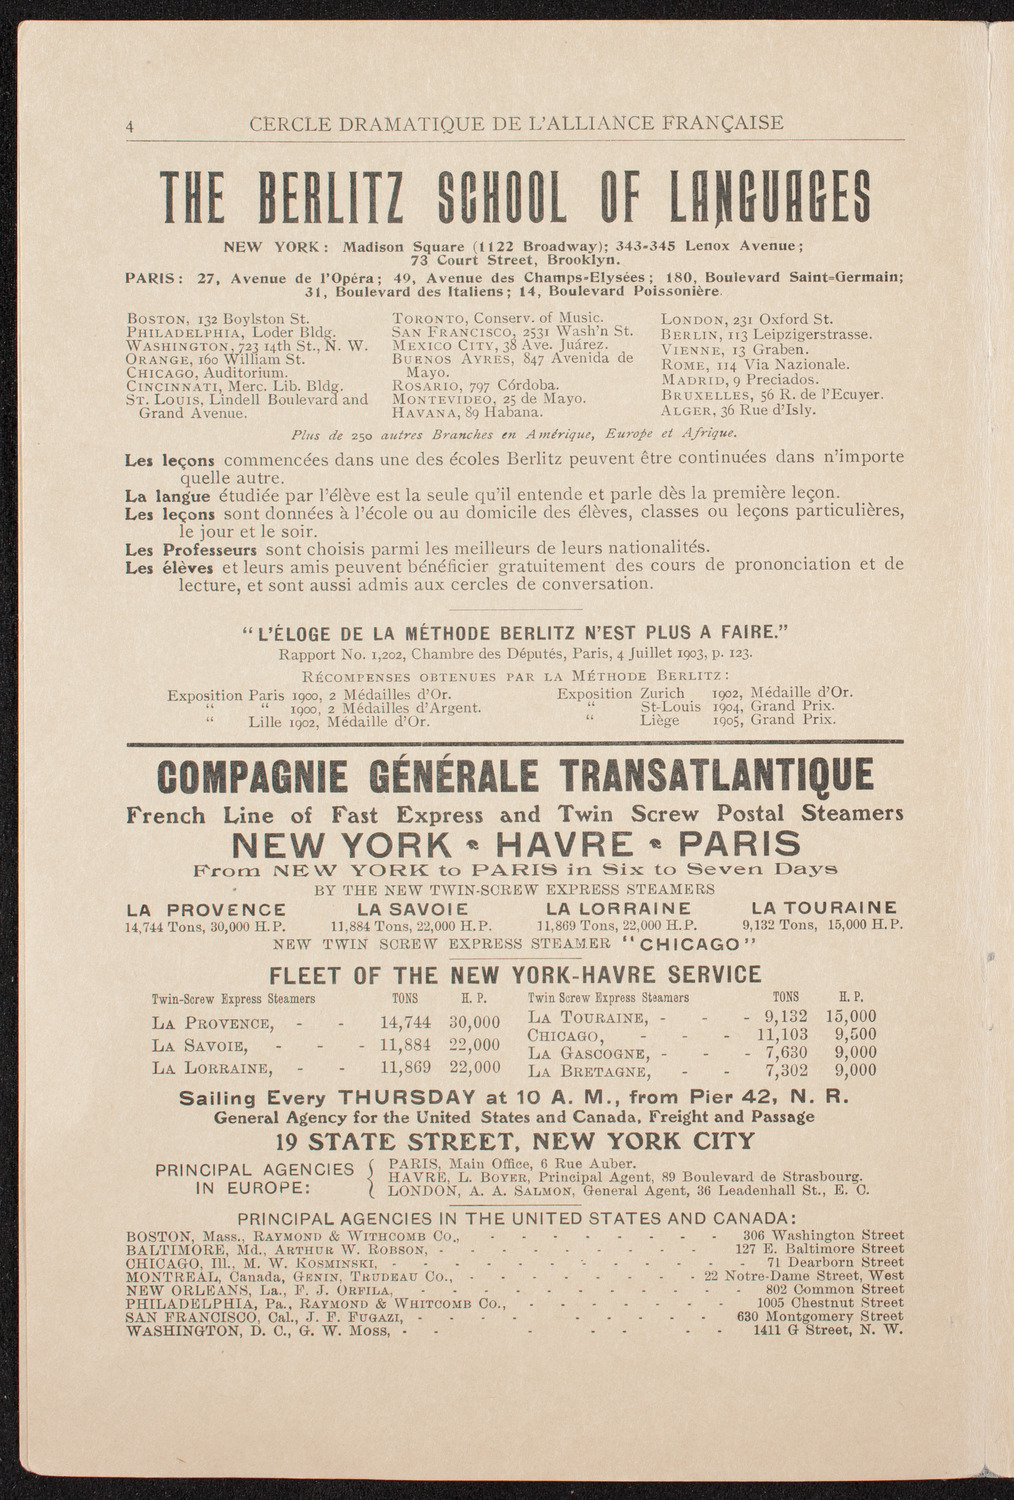 4
CERCLE DRAMATIQUE DE L'ALLIANCE FRANÇAISE
THE BERLITZ SCHOOL OF LANGUAGES
NEW YORK: Madison Square (1122 Broadway); 343-345 Lenox Avenue;
73 Court Street, Brooklyn.
PARIS: 27, Avenue de l'Opéra; 49, Avenue des Champs-Elysées; 180, Boulevard Saint-Germain;
31, Boulevard des Italiens; 14, Boulevard Poissonière.
BOSTON, 132 Boylston St.
PHILADELPHIA, Loder Bldg.
WASHINGTON, 723 14th St., N. W.
ORANGE, 160 William St.
CHICAGO, Auditorium.
CINCINNATI, Merc. Lib. Bldg.
ST. LOUIS, Lindell Boulevard and
Grand Avenue.
TORONTO, Conserv. of Music.
SAN FRANCISCO, 2531 Wash'n St.
MEXICO CITY, 38 Ave. Juárez.
BUENOS AYRES, 847 Avenida de
Mayo.
ROSARIO, 797 Córdoba.
MONTEVIDEO, 25 de Mayo.
HAVANA, 89 Habana.
LONDON, 231 Oxford St.
BERLIN, 113 Leipzigerstrasse.
VIENNE, 13 Graben.
ROME, 114 Via Nazionale.
MADRID, 9 Preciados.
BRUXELLES, 56 R. de l'Ecuyer.
ALGER, 36 Rue d'Isly.
Plus de 250 autres Branches en Amérique, Europe et Afrique.
Les leçons commencées dans une des écoles Berlitz peuvent être continuées dans n'importe
quelle autre.
La langue étudiée par l'élève est la seule qu'il entende et parle dès la première leçon.
Les leçons sont données à l'école ou au domicile des élèves, classes ou leçons particulières,
le jour et le soir.
Les Professeurs sont choisis parmi les meilleurs de leurs nationalités.
Les élèves et leurs amis peuvent bénéficier gratuitement des cours de prononciation et de
lecture, et sont aussi admis aux cercles de conversation.
"L'ÉLOGE DE LA MÉTHODE BERLITZ N'EST PLUS A FAIRE."
Rapport No. 1,202, Chambre des Députés, Paris, 4 Juillet 1903, p. 123.
RÉCOMPENSES OBTENUES PAR LA MÉTHODE BERLITZ:
Exposition Paris 1900, 2 Médailles d'Or.
" " 1900, 2 Médailles d'Argent.
" Lille 1902, Médaille d'Or.
Exposition Zurich 1902, Médaille d'Or.
" St-Louis 1904, Grand Prix.
" Liège 1905, Grand Prix.
COMPAGNIE GÉNÉRALE TRANSATLANTIQUE
French Line of Fast Express and Twin Screw Postal Steamers
NEW YORK • HAVRE • PARIS
From NEW YORK to PARIS in Six to Seven Days
BY THE NEW TWIN-SCREW EXPRESS STEAMERS
LA PROVENCE LA SAVOIE LA LORRAINE LA TOURAINE
14,744 Tons, 30,000 H.P. 11,884 Tons, 22,000 H.P. 11,869 Tons, 22,000 H.P. 9,132 Tons, 15,000 H.P.
NEW TWIN SCREW EXPRESS STEAMER "CHICAGO"
FLEET OF THE NEW YORK-HAVRE SERVICE
Twin-Screw Express Steamers TONS H. P.
LA PROVENCE, - - 14,744 30,000
LA SAVOIE, - - - 11,884 22,000
LA LORRAINE, - - 11,869 22,000
Twin Screw Express Steamers TONS H. P.
LA TOURAINE, - - - 9,132 15,000
CHICAGO, - - - 11,103 9,500
LA GASCOGNE, - - - 7,630 9,000
LA BRETAGNE, - - 7,302 9,000
Sailing Every THURSDAY at 10 A. M., from Pier 42, N. R.
General Agency for the United States and Canada, Freight and Passage
19 STATE STREET, NEW YORK CITY
PRINCIPAL AGENCIES
IN EUROPE:
PARIS, Main Office, 6 Rue Auber.
HAVRE, L. BOYER, Principal Agent, 89 Boulevard de Strasbourg.
LONDON, A. A. SALMON, General Agent, 36 Leadenhall St., E. C.
PRINCIPAL AGENCIES IN THE UNITED STATES AND CANADA:
BOSTON, Mass., RAYMOND & WITHCOMB CO., - - - - - - - 306 Washington Street
BALTIMORE, Md., ARTHUR W. ROBSON, - - - - - - - - - 127 E. Baltimore Street
CHICAGO, Ill., M. W. KOSMINSKI, - - - - - - - - - - - - 71 Dearborn Street
MONTREAL, Canada, GENIN, TRUDEAU CO., - - - - - - - - 22 Notre-Dame Street, West
NEW ORLEANS, La., F. J. ORFILA, - - - - - - - - - - - 802 Common Street
PHILADELPHIA, Pa., RAYMOND & WHITCOMB CO., - - - - - - - 1005 Chestnut Street
SAN FRANCISCO, Cal., J. F. FUGAZI, - - - - - - - - - - 630 Montgomery Street
WASHINGTON, D. C., G. W. MOSS, - - - - - - - 1411 G Street, N. W.